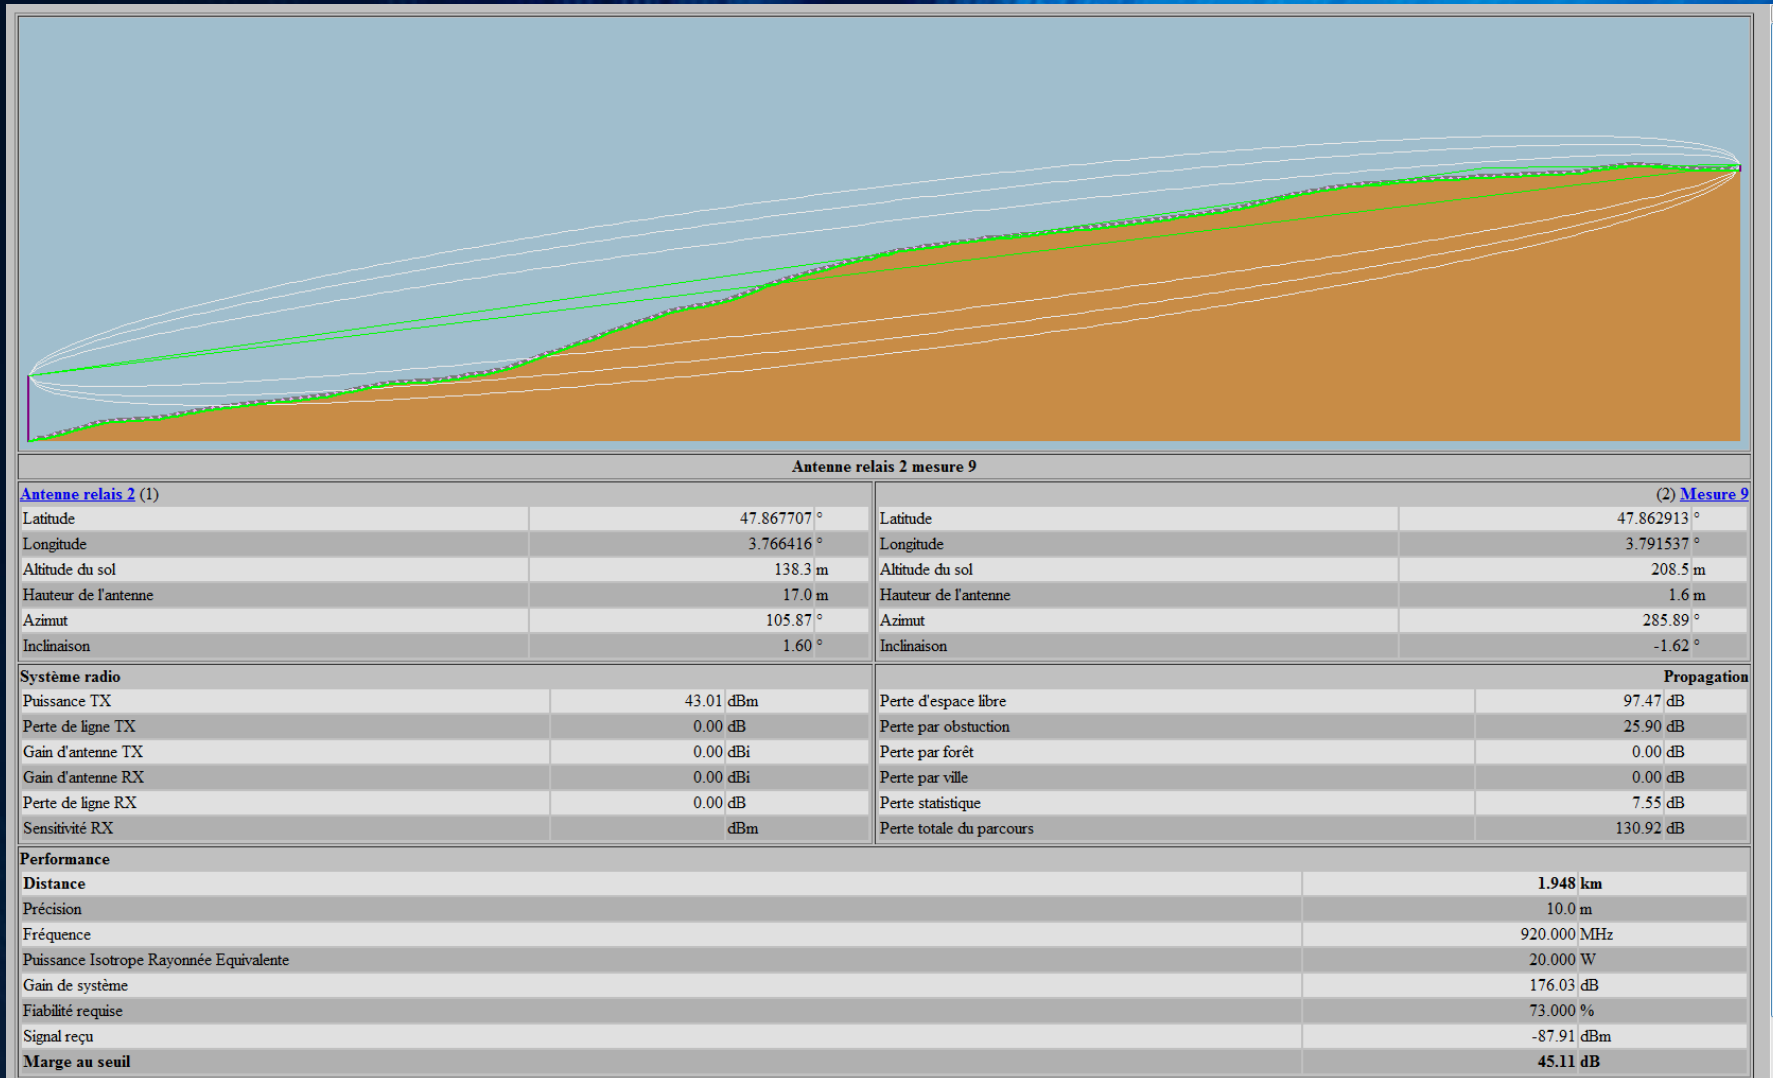 Antenne relais 2 mesure 9
Antenne relais 2 (1)
(2) Mesure 9
Latitude 47.867707 °
Latitude 47.862913 °
Longitude 3.766416 °
Longitude 3.791537 °
Altitude du sol 138.3 m
Altitude du sol 208.5 m
Hauteur de l'antenne 17.0 m
Hauteur de l'antenne 1.6 m
Azimut 105.87 °
Azimut 285.89 °
Inclinaison 1.60 °
Inclinaison -1.62 °
Système radio
Propagation
Puissance TX 43.01 dBm
Perte d'espace libre 97.47 dB
Perte de ligne TX 0.00 dB
Perte par obstuction 25.90 dB
Gain d'antenne TX 0.00 dBi
Perte par forêt 0.00 dB
Gain d'antenne RX 0.00 dBi
Perte par ville 0.00 dB
Perte de ligne RX 0.00 dB
Perte statistique 7.55 dB
Sensitivité RX dBm
Perte totale du parcours 130.92 dB
Performance
Distance 1.948 km
Précision 10.0 m
Fréquence 920.000 MHz
Puissance Isotrope Rayonnée Equivalente 20.000 W
Gain de système 176.03 dB
Fiabilité requise 73.000 %
Signal reçu -87.91 dBm
Marge au seuil 45.11 dB